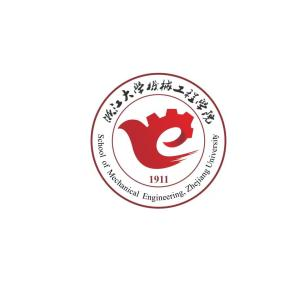 浙江大学机械工程学院
School of Mechanical Engineering, Zhejiang University
1911